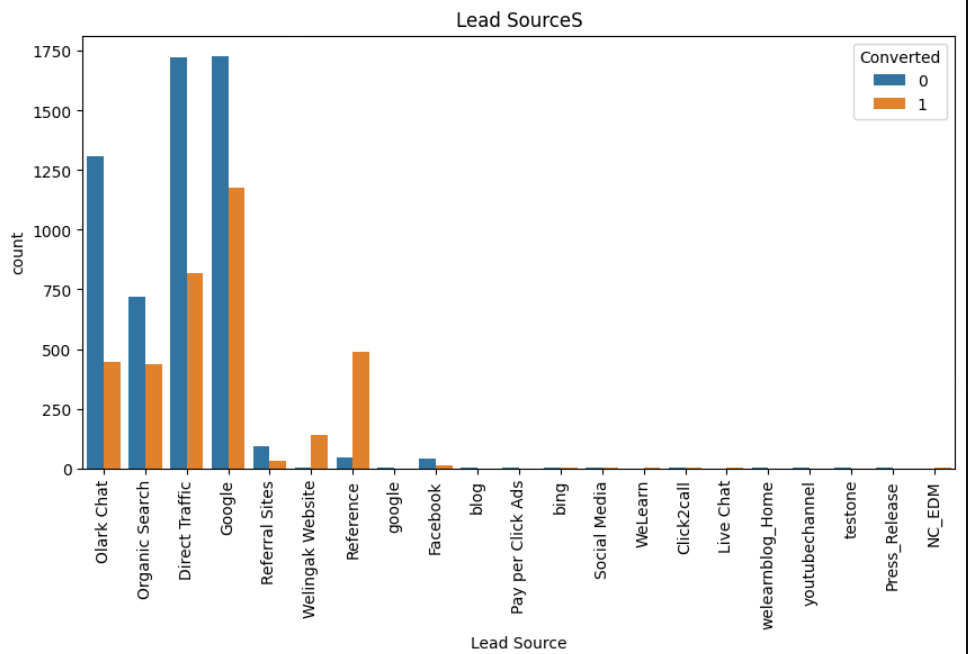 Lead SourceS
Converted
0
1
1750
1500
1250
1000
750
500
250
0
count
Olark Chat
Organic Search
Direct Traffic
Google
Referral Sites
Welingak Website
Reference
google
Facebook
blog
Pay per Click Ads
bing
Social Media
WeLearn
Click2call
Live Chat
welearnblog_Home
youtubechannel
testone
Press_Release
NC_EDM
Lead Source